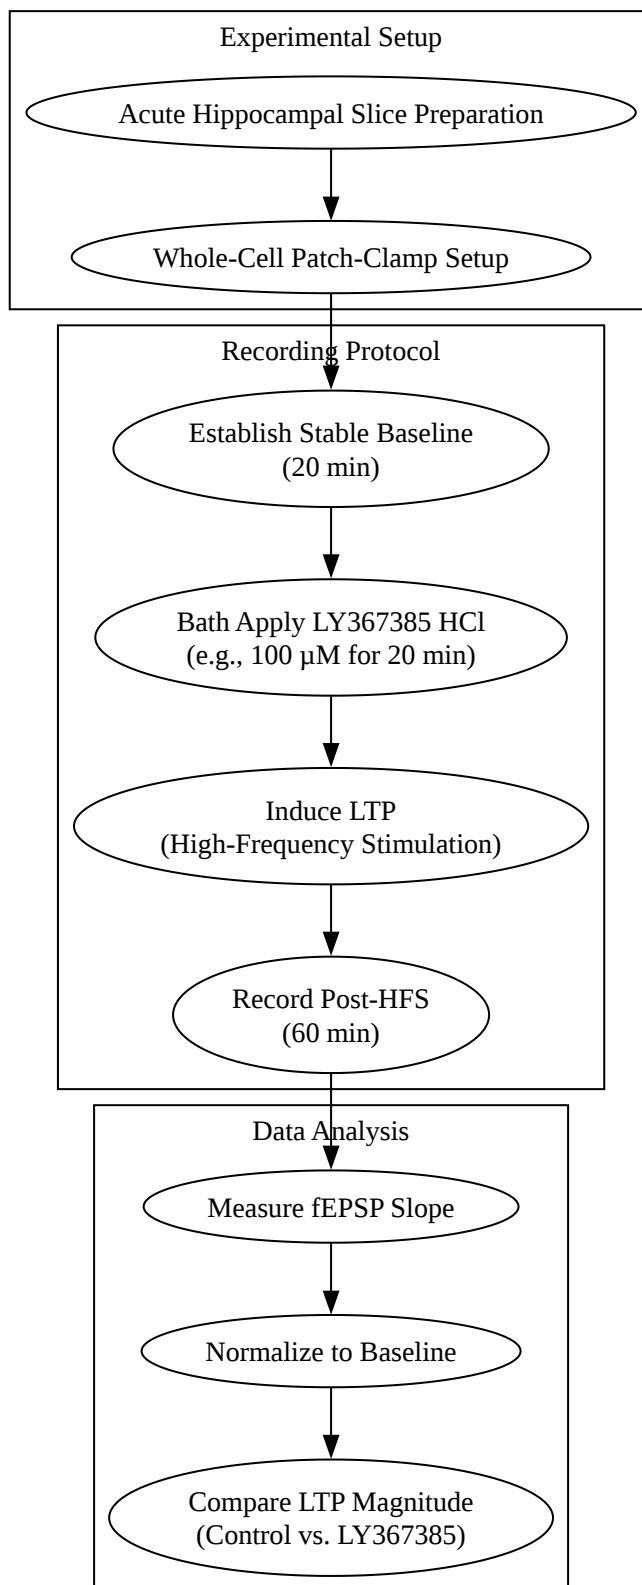 Experimental Setup
Acute Hippocampal Slice Preparation
Whole-Cell Patch-Clamp Setup
Recording Protocol
Establish Stable Baseline
(20 min)
Bath Apply LY367385 HCl
(e.g., 100 µM for 20 min)
Induce LTP
(High-Frequency Stimulation)
Record Post-HFS
(60 min)
Data Analysis
Measure fEPSP Slope
Normalize to Baseline
Compare LTP Magnitude
(Control vs. LY367385)